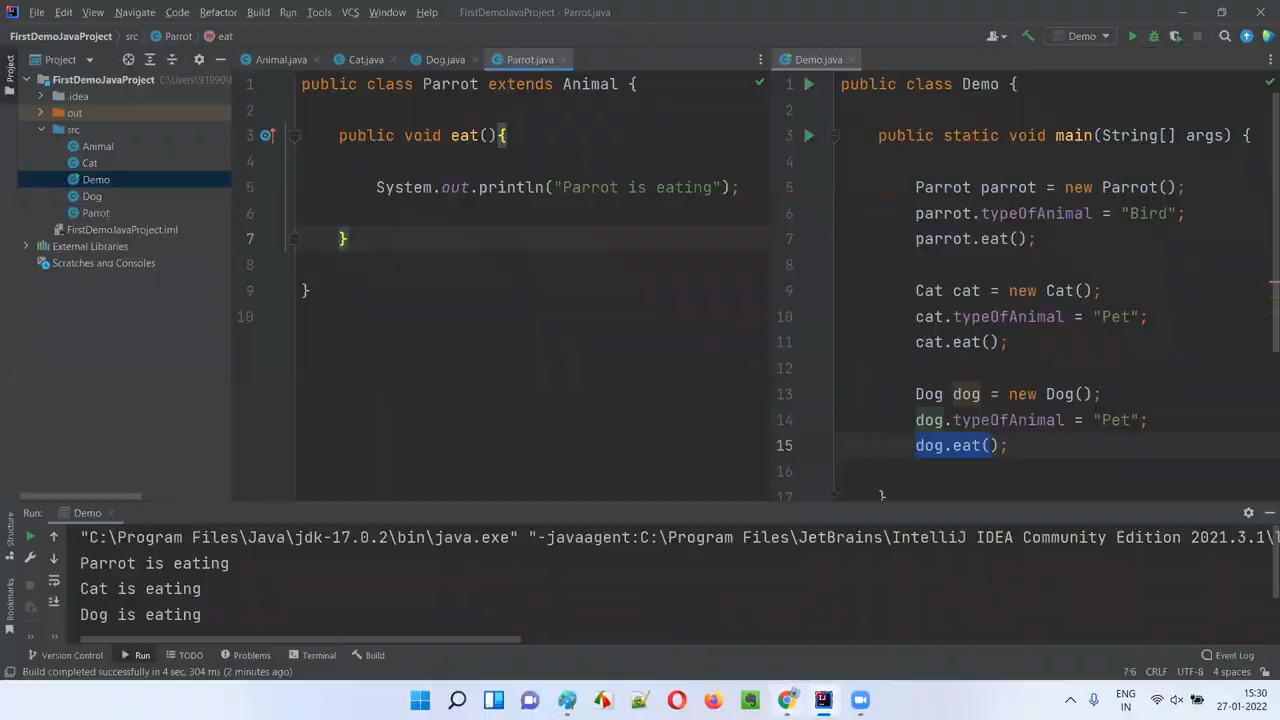 File Edit View Navigate Code Refactor Build Run Tools VCS Window Help FirstDemoJavaProject - Parrot.java
FirstDemoJavaProject src Parrot eat Demo
Project
Project
FirstDemoJavaProject C:\Users\91990\
.idea
out
src
Animal
Cat
Demo
Dog
Parrot
FirstDemoJavaProject.iml
External Libraries
Scratches and Consoles
Animal.java Cat.java Dog.java Parrot.java
1 public class Parrot extends Animal {
2
3 public void eat(){
4
5 System.out.println("Parrot is eating");
6
7 }
8
9 }
10
Demo.java
1 public class Demo {
2
3 public static void main(String[] args) {
4
5 Parrot parrot = new Parrot();
6 parrot.typeOfAnimal = "Bird";
7 parrot.eat();
8
9 Cat cat = new Cat();
10 cat.typeOfAnimal = "Pet";
11 cat.eat();
12
13 Dog dog = new Dog();
14 dog.typeOfAnimal = "Pet";
15 dog.eat();
16
17 }
Structure
Bookmarks
Run: Demo
"C:\Program Files\Java\jdk-17.0.2\bin\java.exe" "-javaagent:C:\Program Files\JetBrains\IntelliJ IDEA Community Edition 2021.3.1\
Parrot is eating
Cat is eating
Dog is eating
Version Control Run TODO Problems Terminal Build Event Log
Build completed successfully in 4 sec, 304 ms (2 minutes ago) 7:6 CRLF UTF-8 4 spaces
ENG
IN
15:30
27-01-2022